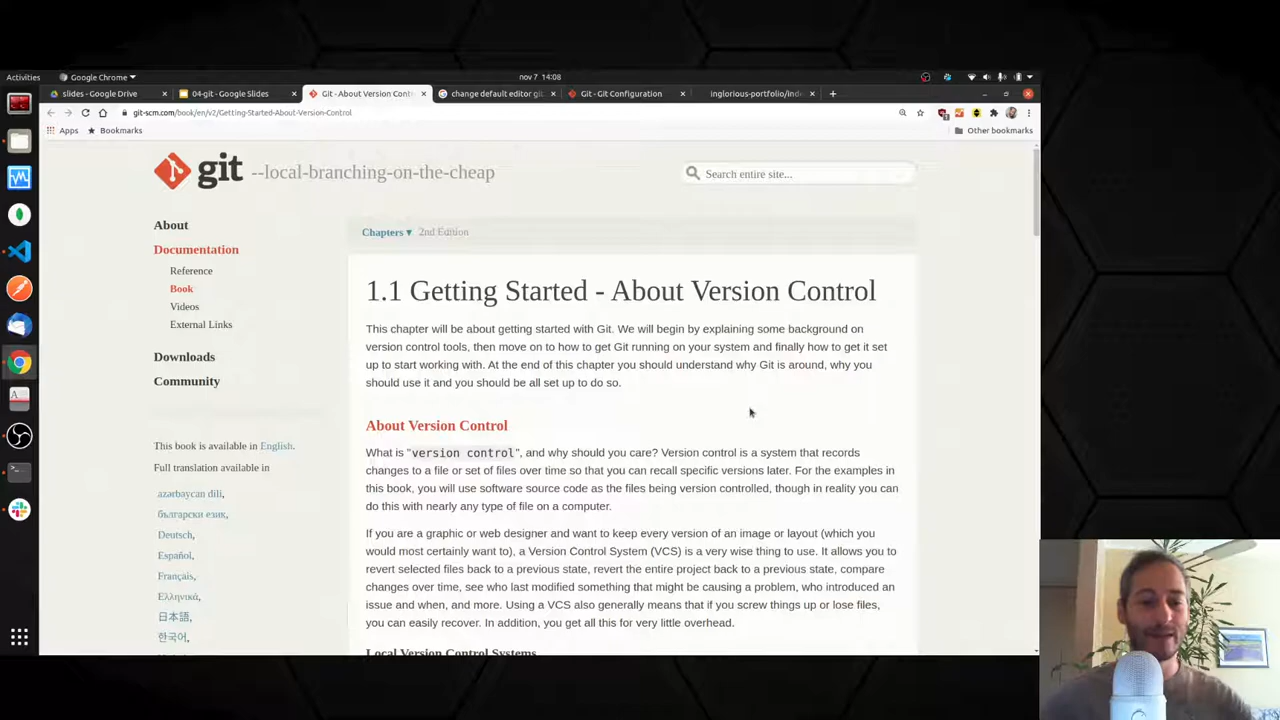 Activities
Google Chrome
nov 7 14:08
slides - Google Drive
04-git - Google Slides
Git - About Version Cont
change default editor git
Git - Git Configuration
inglorious-portfolio/inde
git-scm.com/book/en/v2/Getting-Started-About-Version-Control
Apps
Bookmarks
Other bookmarks
git --local-branching-on-the-cheap
Search entire site...
About
Documentation
Reference
Book
Videos
External Links
Downloads
Community
This book is available in English.
Full translation available in
azərbaycan dili,
български език,
Deutsch,
Español,
Français,
Ελληνικά,
日本語,
한국어,
Chapters ▾ 2nd Edition
1.1 Getting Started - About Version Control
This chapter will be about getting started with Git. We will begin by explaining some background on
version control tools, then move on to how to get Git running on your system and finally how to get it set
up to start working with. At the end of this chapter you should understand why Git is around, why you
should use it and you should be all set up to do so.
About Version Control
What is "version control", and why should you care? Version control is a system that records
changes to a file or set of files over time so that you can recall specific versions later. For the examples in
this book, you will use software source code as the files being version controlled, though in reality you can
do this with nearly any type of file on a computer.
If you are a graphic or web designer and want to keep every version of an image or layout (which you
would most certainly want to), a Version Control System (VCS) is a very wise thing to use. It allows you to
revert selected files back to a previous state, revert the entire project back to a previous state, compare
changes over time, see who last modified something that might be causing a problem, who introduced an
issue and when, and more. Using a VCS also generally means that if you screw things up or lose files,
you can easily recover. In addition, you get all this for very little overhead.
Local Version Control Systems